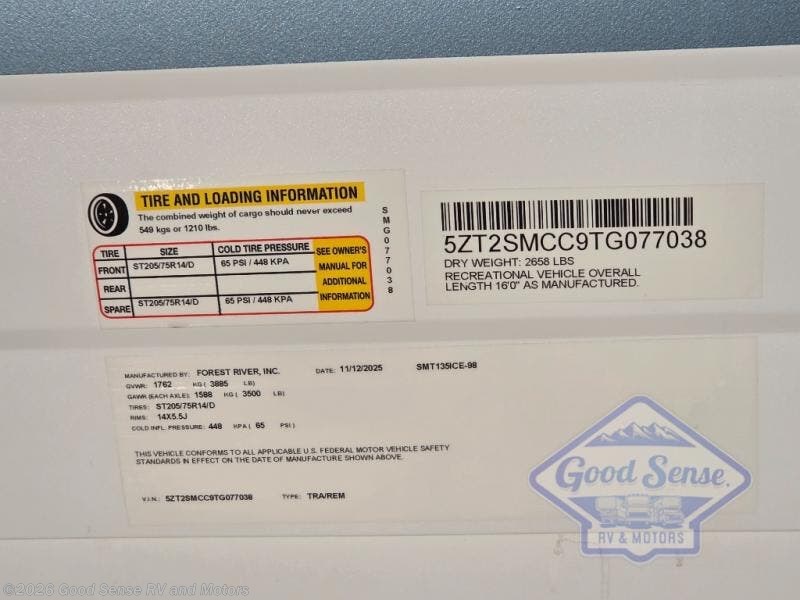 TIRE AND LOADING INFORMATION
The combined weight of cargo should never exceed
549 kgs or 1210 lbs.
TIRE SIZE COLD TIRE PRESSURE SEE OWNER'S MANUAL FOR ADDITIONAL INFORMATION
FRONT ST205/75R14/D 65 PSI / 448 KPA
REAR
SPARE ST205/75R14/D 65 PSI / 448 KPA
SMG077038
5ZT2SMCC9TG077038
DRY WEIGHT: 2658 LBS
RECREATIONAL VEHICLE OVERALL
LENGTH 16'0" AS MANUFACTURED.
MANUFACTURED BY: FOREST RIVER, INC. DATE: 11/12/2025 SMT135ICE-98
GVWR: 1762 KG ( 3885 LB)
GAWR (EACH AXLE): 1588 KG ( 3500 LB)
TIRES: ST205/75R14/D
RIMS: 14X5.5J
COLD INFL. PRESSURE: 448 KPA ( 65 PSI )
THIS VEHICLE CONFORMS TO ALL APPLICABLE U.S. FEDERAL MOTOR VEHICLE SAFETY
STANDARDS IN EFFECT ON THE DATE OF MANUFACTURE SHOWN ABOVE.
V.I.N.: 5ZT2SMCC9TG077038 TYPE: TRA/REM
Good Sense.
RV & MOTORS
©2026 Good Sense RV and Motors